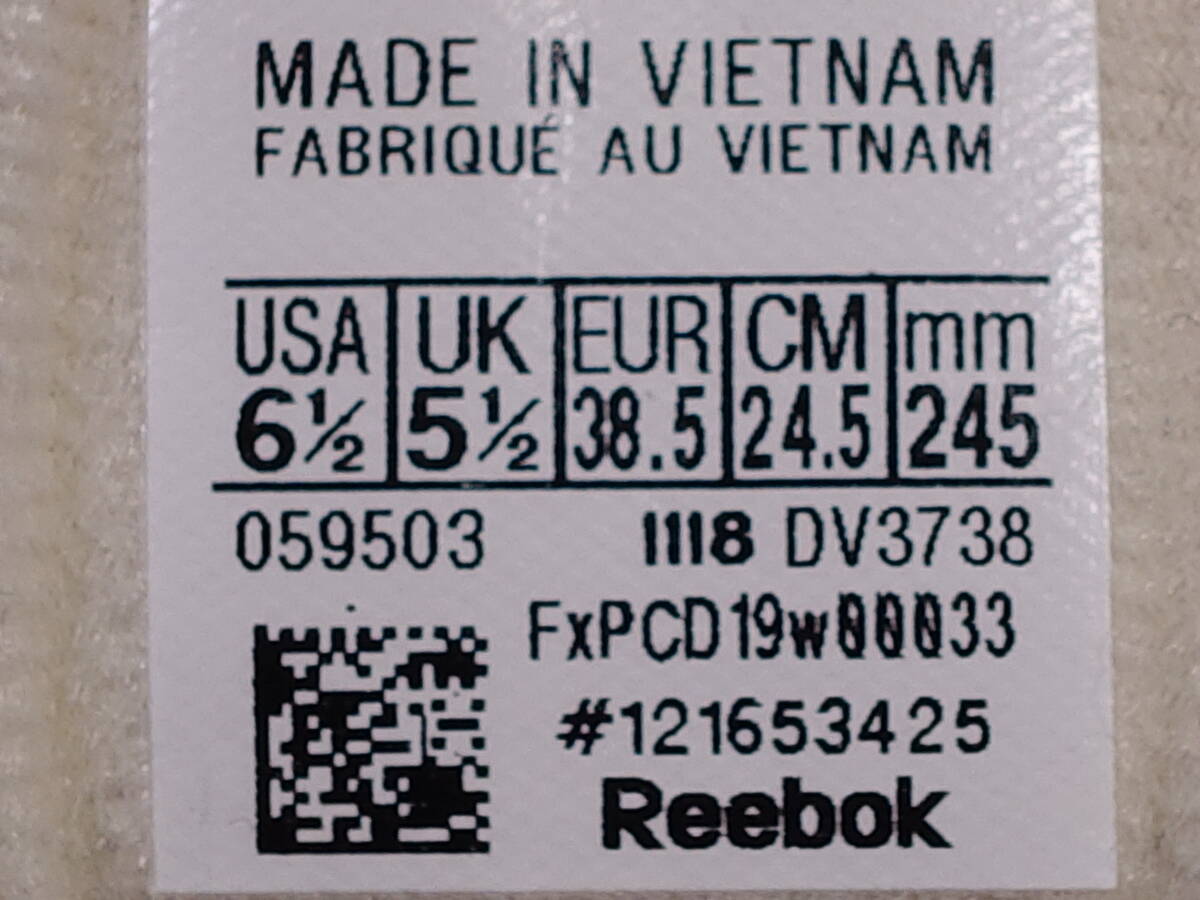 MADE IN VIETNAM
FABRIQUÉ AU VIETNAM
USA UK EUR CM mm
6½ 5½ 38.5 24.5 245
059503 1118 DV3738
FxPCD19w00033
#121653425
Reebok